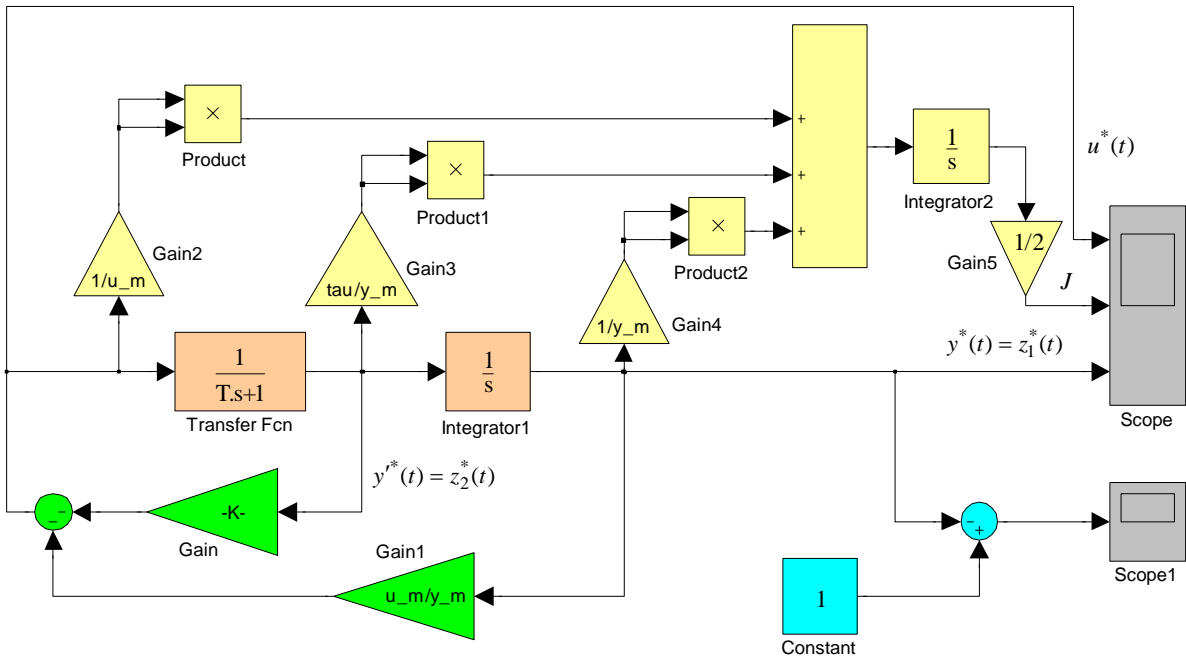 ×
Product
+
1
s
Integrator2
u*(t)
×
Product1
+
×
Product2
+
Gain2
1/u_m
Gain3
tau/y_m
Gain4
1/y_m
1/2
Gain5
J
y*(t) = z₁*(t)
1
T.s+1
Transfer Fcn
1
s
Integrator1
Scope
y′*(t) = z₂*(t)
-K-
Gain
- -
Gain1
u_m/y_m
-
+
Scope1
1
Constant